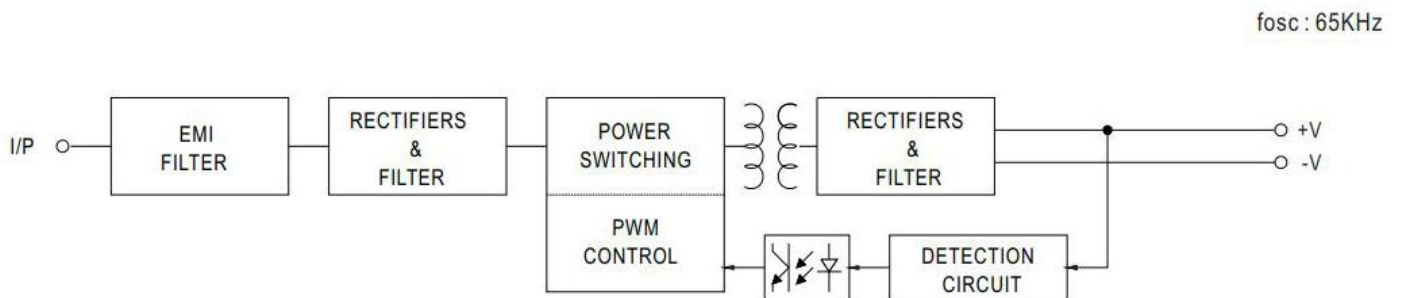 fosc : 65KHz
I/P
EMI
FILTER
RECTIFIERS
&
FILTER
POWER
SWITCHING
PWM
CONTROL
RECTIFIERS
&
FILTER
+V
-V
DETECTION
CIRCUIT